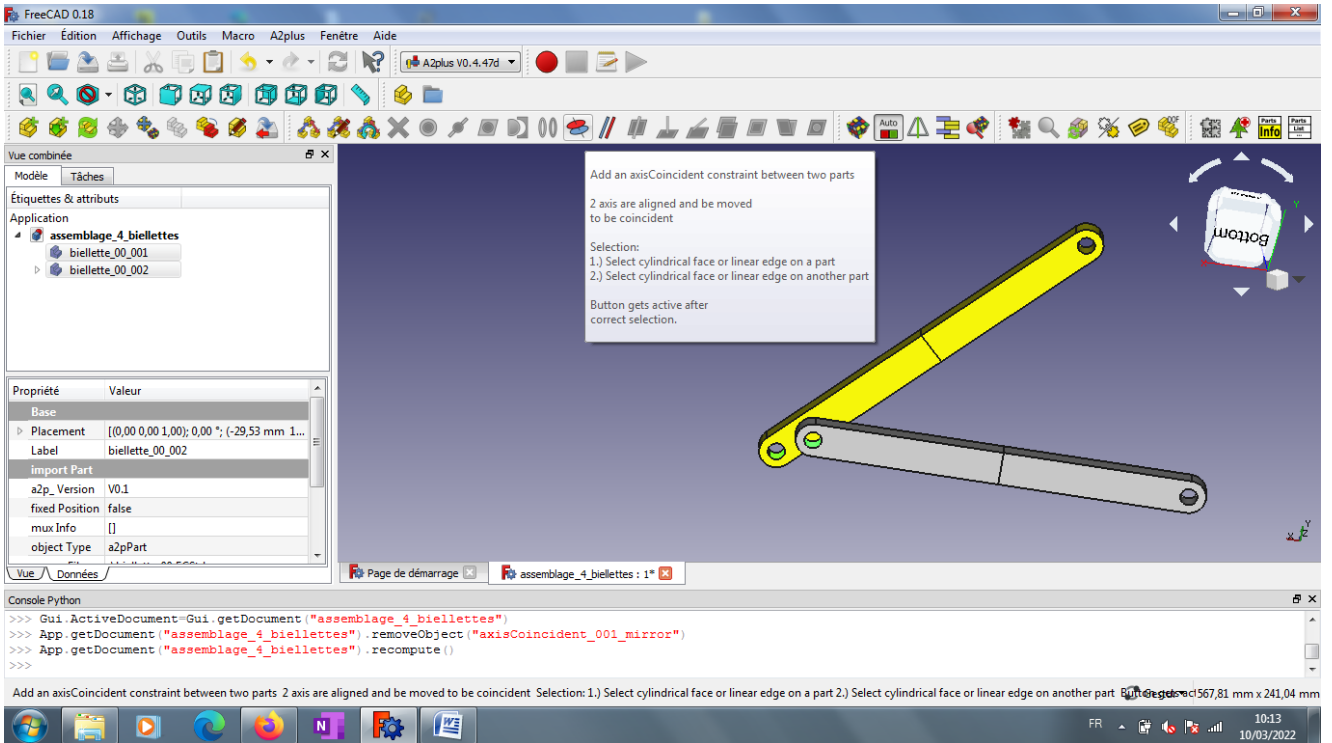 FreeCAD 0.18
Fichier Édition Affichage Outils Macro A2plus Fenêtre Aide
A2plus V0.4.47d
Auto
Parts Info
Parts List
Vue combinée
Modèle Tâches
Étiquettes & attributs
Application
assemblage_4_biellettes
biellette_00_001
biellette_00_002
Add an axisCoincident constraint between two parts
2 axis are aligned and be moved
to be coincident
Selection:
1.) Select cylindrical face or linear edge on a part
2.) Select cylindrical face or linear edge on another part
Button gets active after
correct selection.
Bottom
Y
Propriété Valeur
Base
Placement [(0,00 0,00 1,00); 0,00 °; (-29,53 mm 1...
Label biellette_00_002
import Part
a2p_Version V0.1
fixed Position false
mux Info []
object Type a2pPart
Vue Données
Page de démarrage assemblage_4_biellettes : 1*
Console Python
>>> Gui.ActiveDocument=Gui.getDocument("assemblage_4_biellettes")
>>> App.getDocument("assemblage_4_biellettes").removeObject("axisCoincident_001_mirror")
>>> App.getDocument("assemblage_4_biellettes").recompute()
>>>
Add an axisCoincident constraint between two parts 2 axis are aligned and be moved to be coincident Selection: 1.) Select cylindrical face or linear edge on a part 2.) Select cylindrical face or linear edge on another part 567,81 mm x 241,04 mm
FR
10:13
10/03/2022